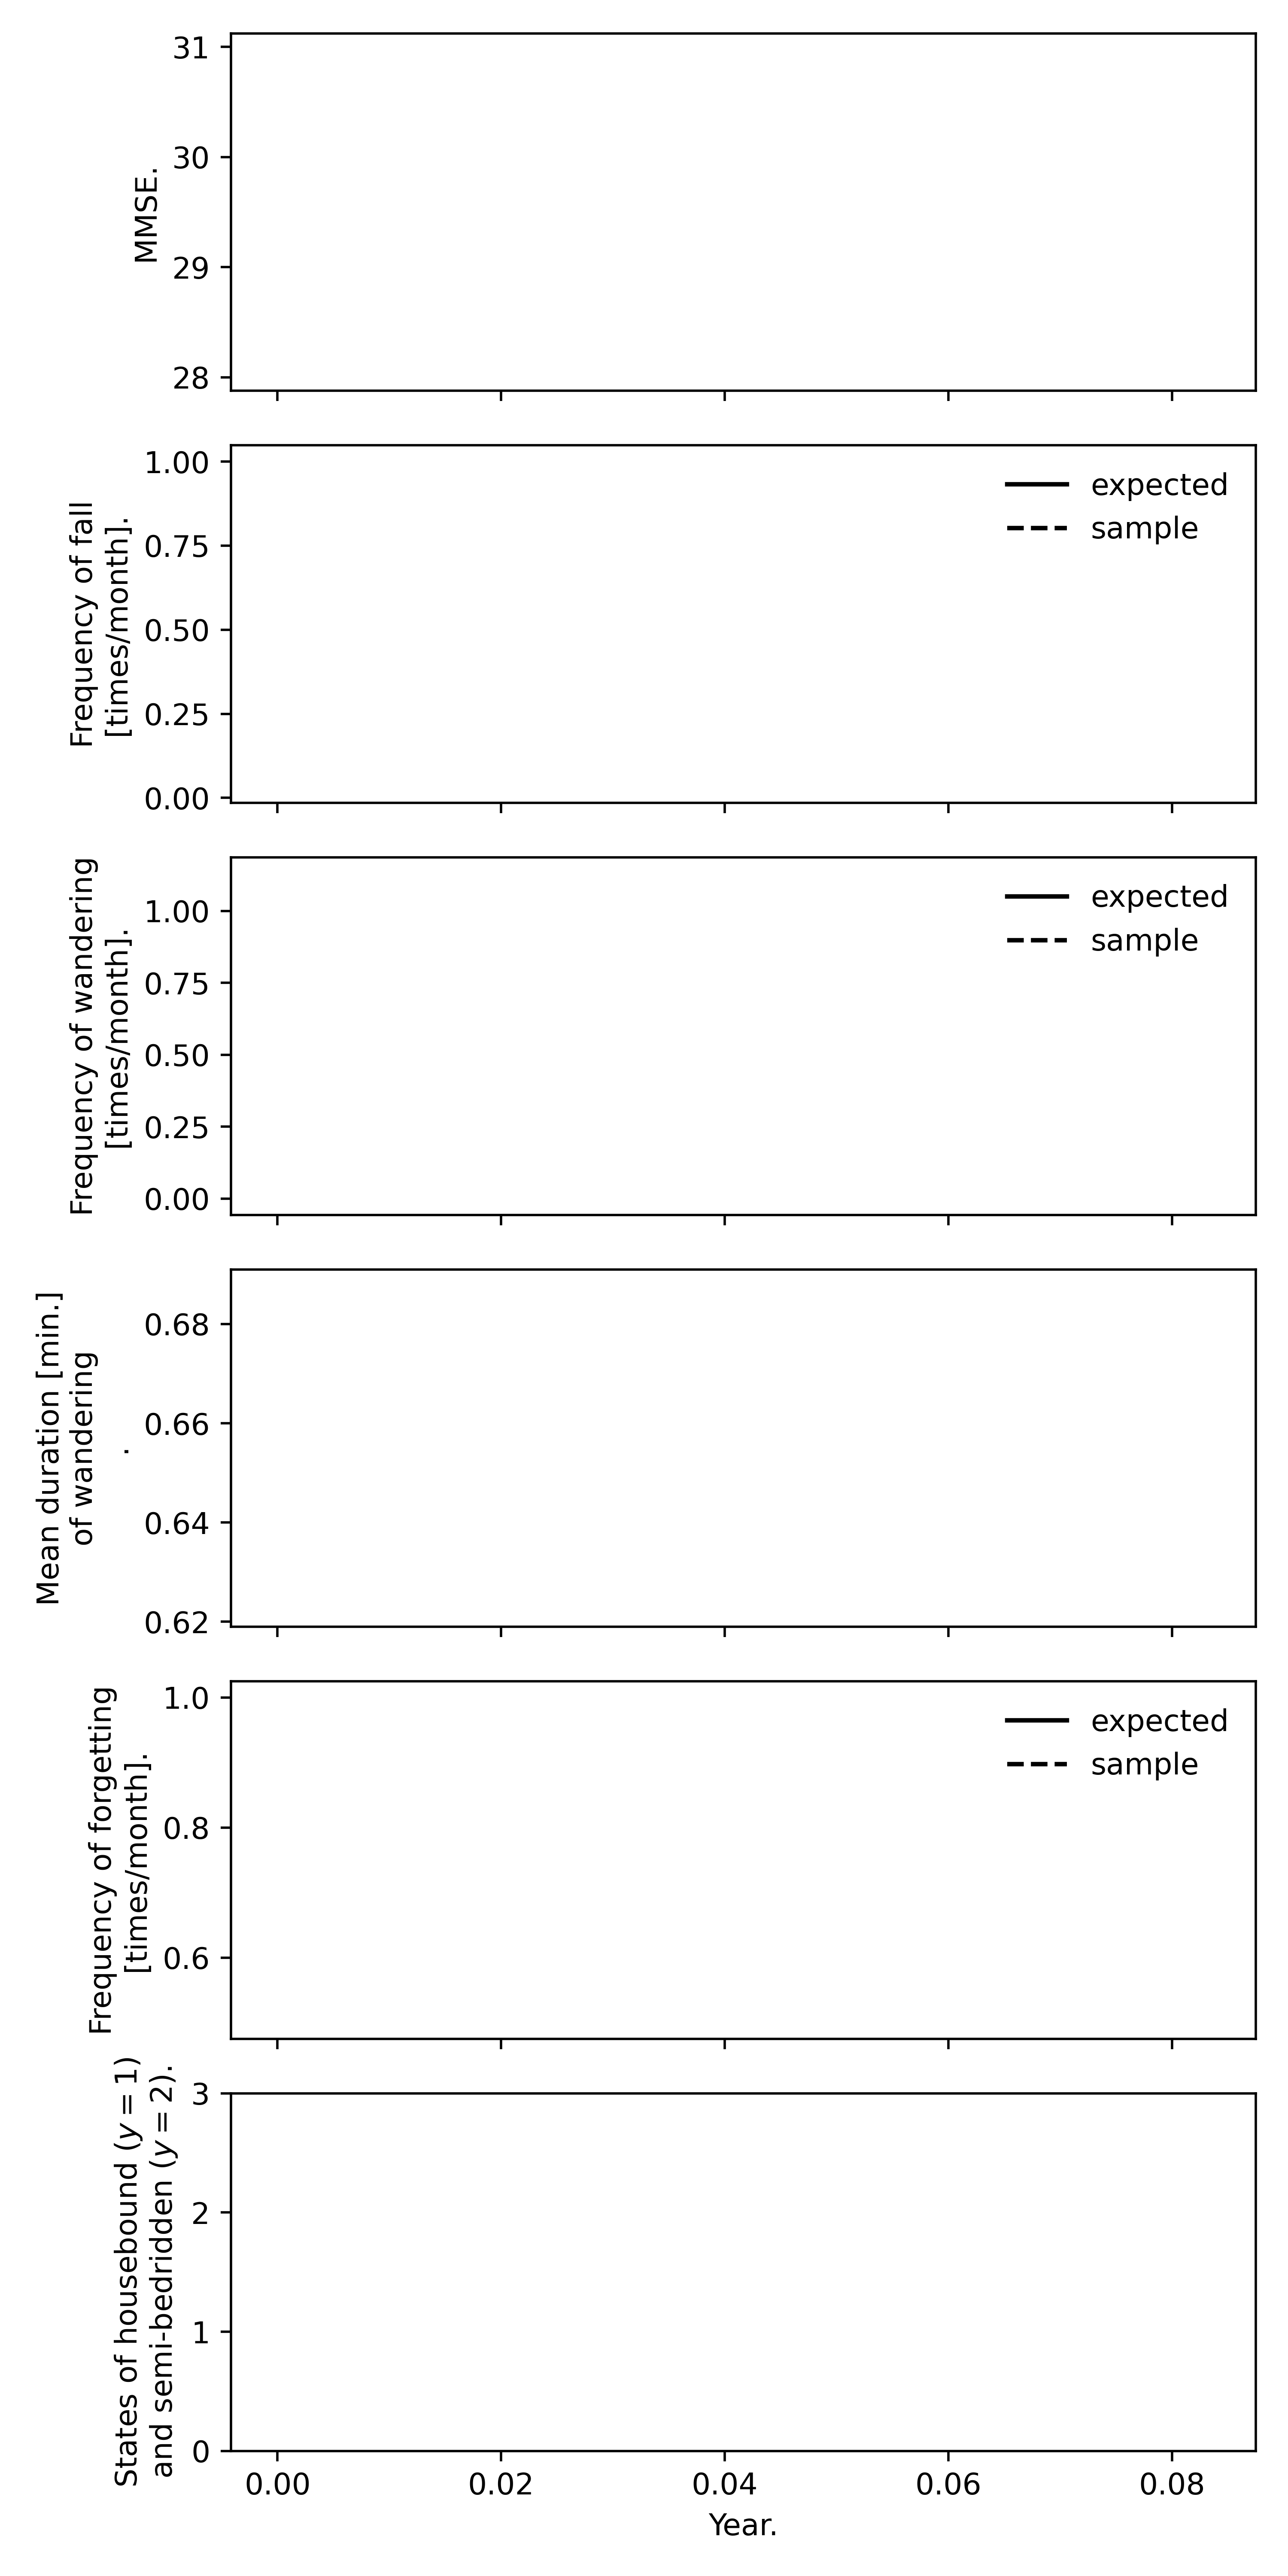 MMSE.
31
30
29
28
Frequency of fall
[times/month].
1.00
0.75
0.50
0.25
0.00
expected
sample
Frequency of wandering
[times/month].
1.00
0.75
0.50
0.25
0.00
expected
sample
Mean duration [min.]
of wandering
.
0.68
0.66
0.64
0.62
Frequency of forgetting
[times/month].
1.0
0.8
0.6
expected
sample
States of housebound (y = 1)
and semi-bedridden (y = 2).
3
2
1
0
0.00 0.02 0.04 0.06 0.08
Year.